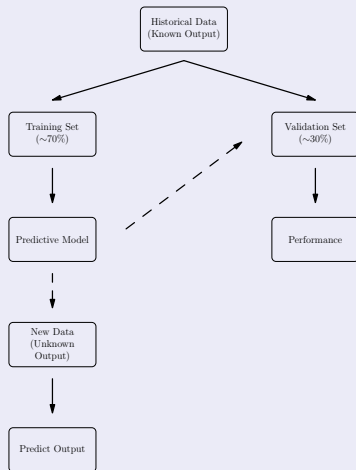 Historical Data
(Known Output)
Training Set
(~70%)
Validation Set
(~30%)
Predictive Model
Performance
New Data
(Unknown
Output)
Predict Output